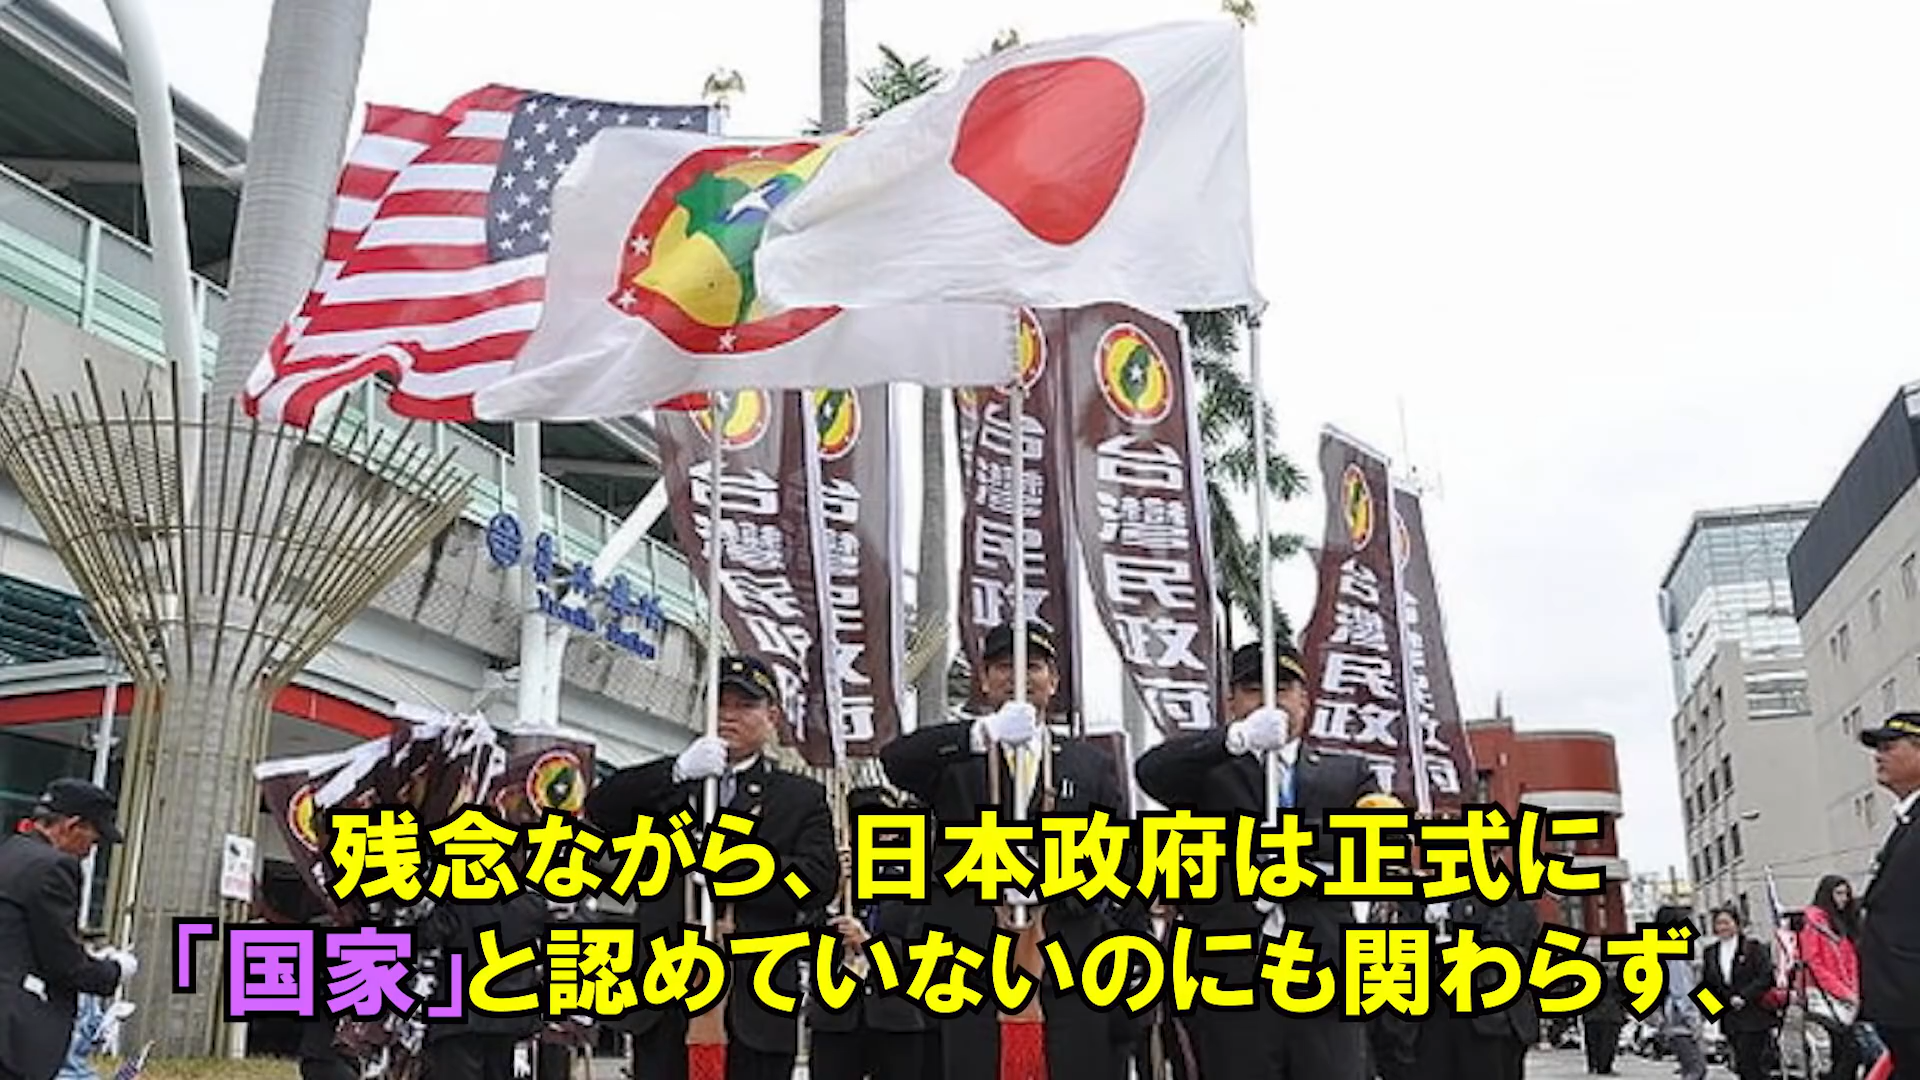 台灣民政府
台灣民政府
台灣民政
台灣民政府
台灣民政府
残念ながら、日本政府は正式に
「国家」と認めていないのにも関わらず、